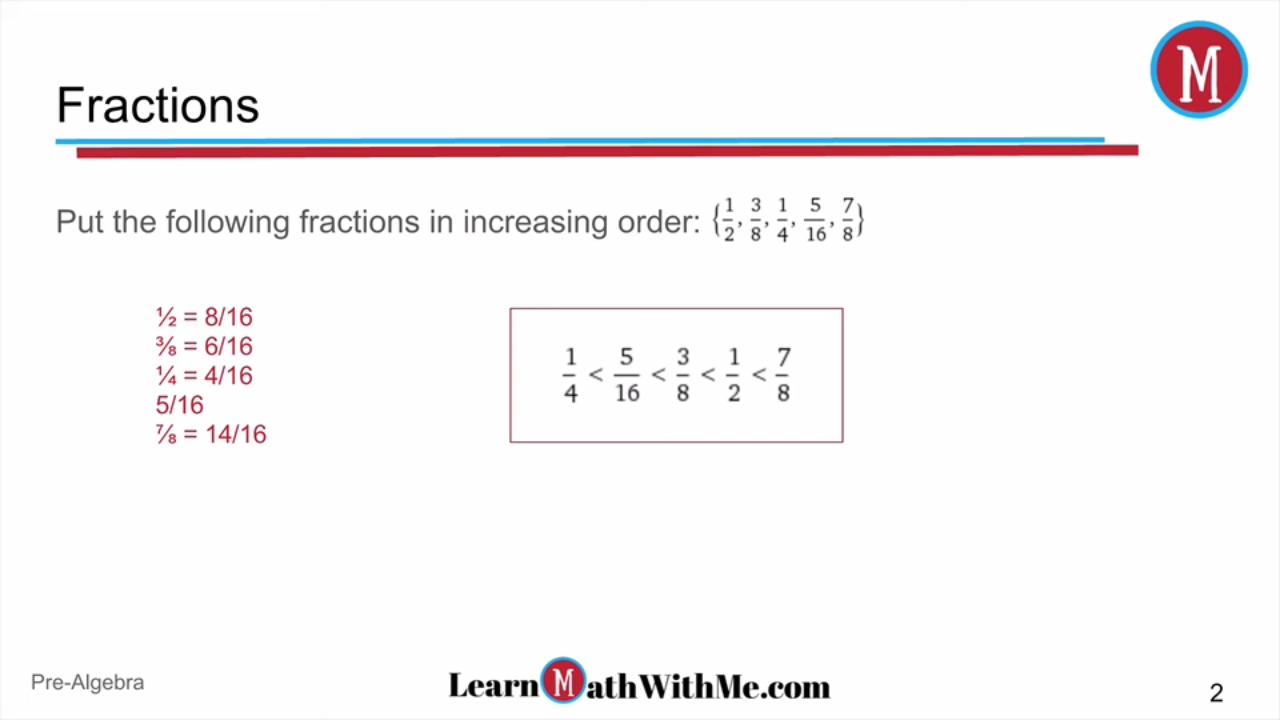 M
Fractions
Put the following fractions in increasing order: {1/2, 3/8, 1/4, 5/16, 7/8}
½ = 8/16
⅜ = 6/16
¼ = 4/16
5/16
⅞ = 14/16
1/4 < 5/16 < 3/8 < 1/2 < 7/8
Pre-Algebra
LearnMathWithMe.com
2